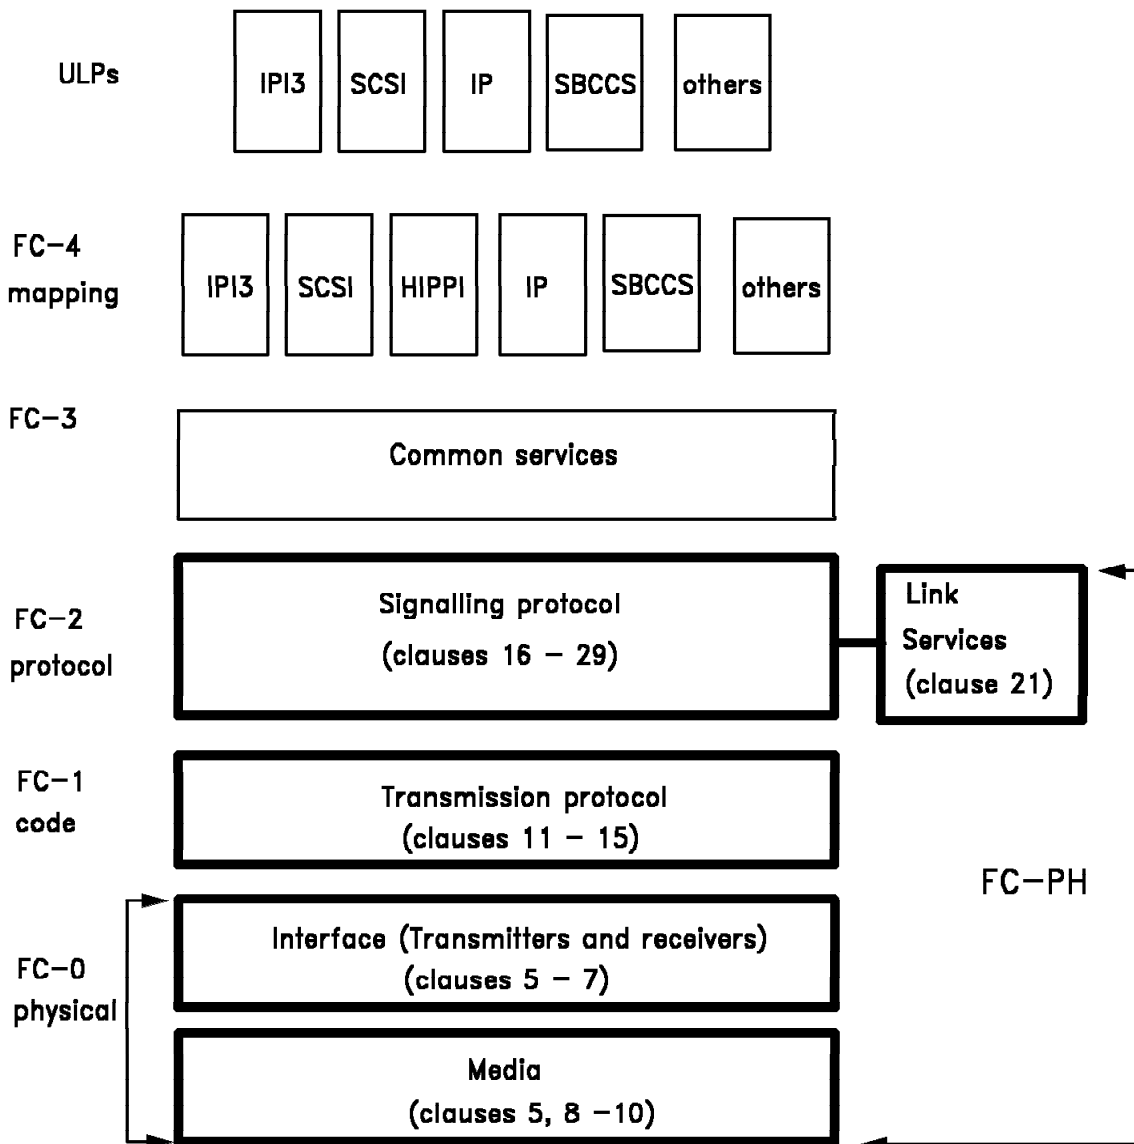 ULPs
IPI3 SCSI IP SBCCS others
FC-4
mapping
IPI3 SCSI HIPPI IP SBCCS others
FC-3
Common services
FC-2
protocol
Signalling protocol
(clauses 16 - 29)
Link
Services
(clause 21)
FC-1
code
Transmission protocol
(clauses 11 - 15)
FC-PH
FC-0
physical
Interface (Transmitters and receivers)
(clauses 5 - 7)
Media
(clauses 5, 8 -10)